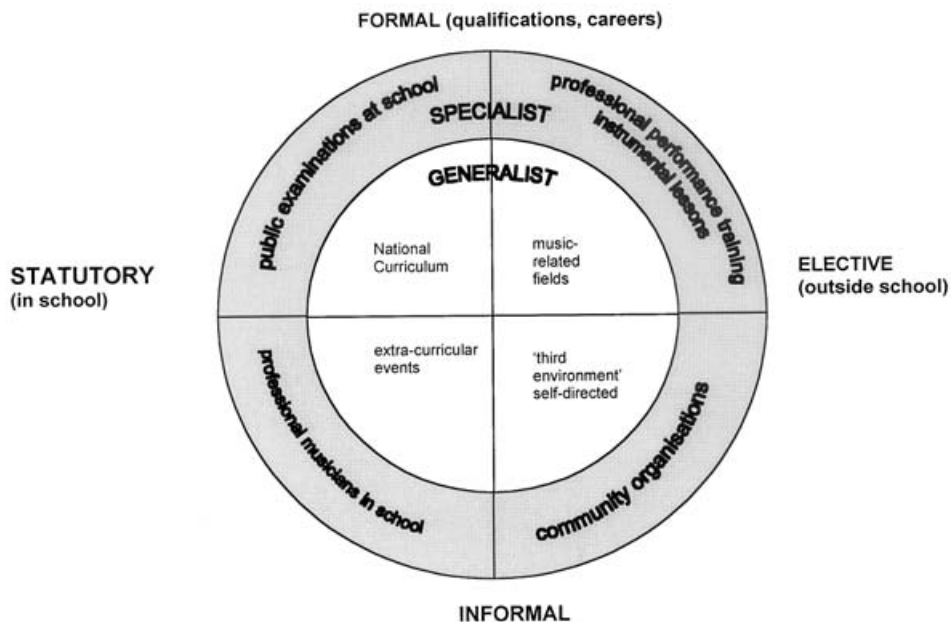 FORMAL (qualifications, careers)
public examinations at school
SPECIALIST
professional performance training
instrumental lessons
GENERALIST
National
Curriculum
music-
related
fields
STATUTORY
(in school)
ELECTIVE
(outside school)
extra-curricular
events
'third
environment'
self-directed
professional musicians in school
community organisations
INFORMAL